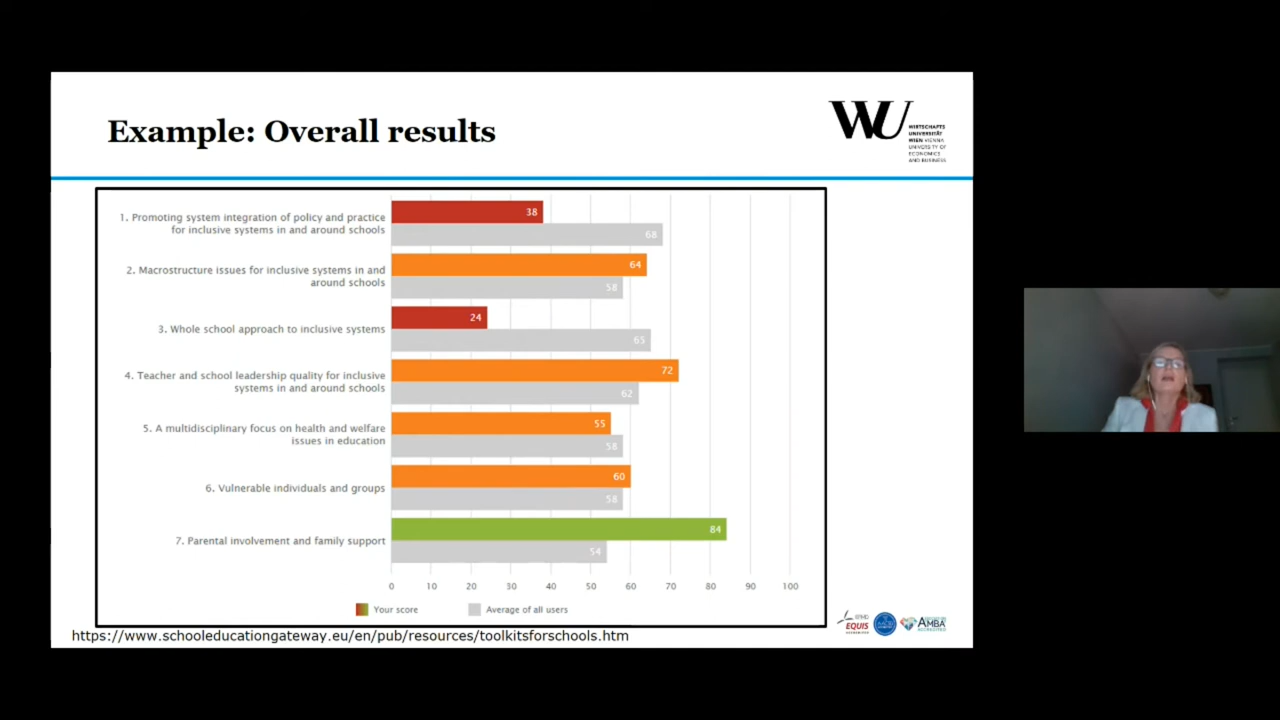 Example: Overall results
WU
WIRTSCHAFTS
UNIVERSITÄT
WIEN VIENNA
UNIVERSITY OF
ECONOMICS
AND BUSINESS
1. Promoting system integration of policy and practice
for inclusive systems in and around schools
38
68
2. Macrostructure issues for inclusive systems in and
around schools
64
58
3. Whole school approach to inclusive systems
24
65
4. Teacher and school leadership quality for inclusive
systems in and around schools
72
62
5. A multidisciplinary focus on health and welfare
issues in education
55
58
6. Vulnerable individuals and groups
60
58
7. Parental involvement and family support
84
54
0 10 20 30 40 50 60 70 80 90 100
Your score Average of all users
https://www.schooleducationgateway.eu/en/pub/resources/toolkitsforschools.htm
EFMD
EQUIS
AACSB
AMBA